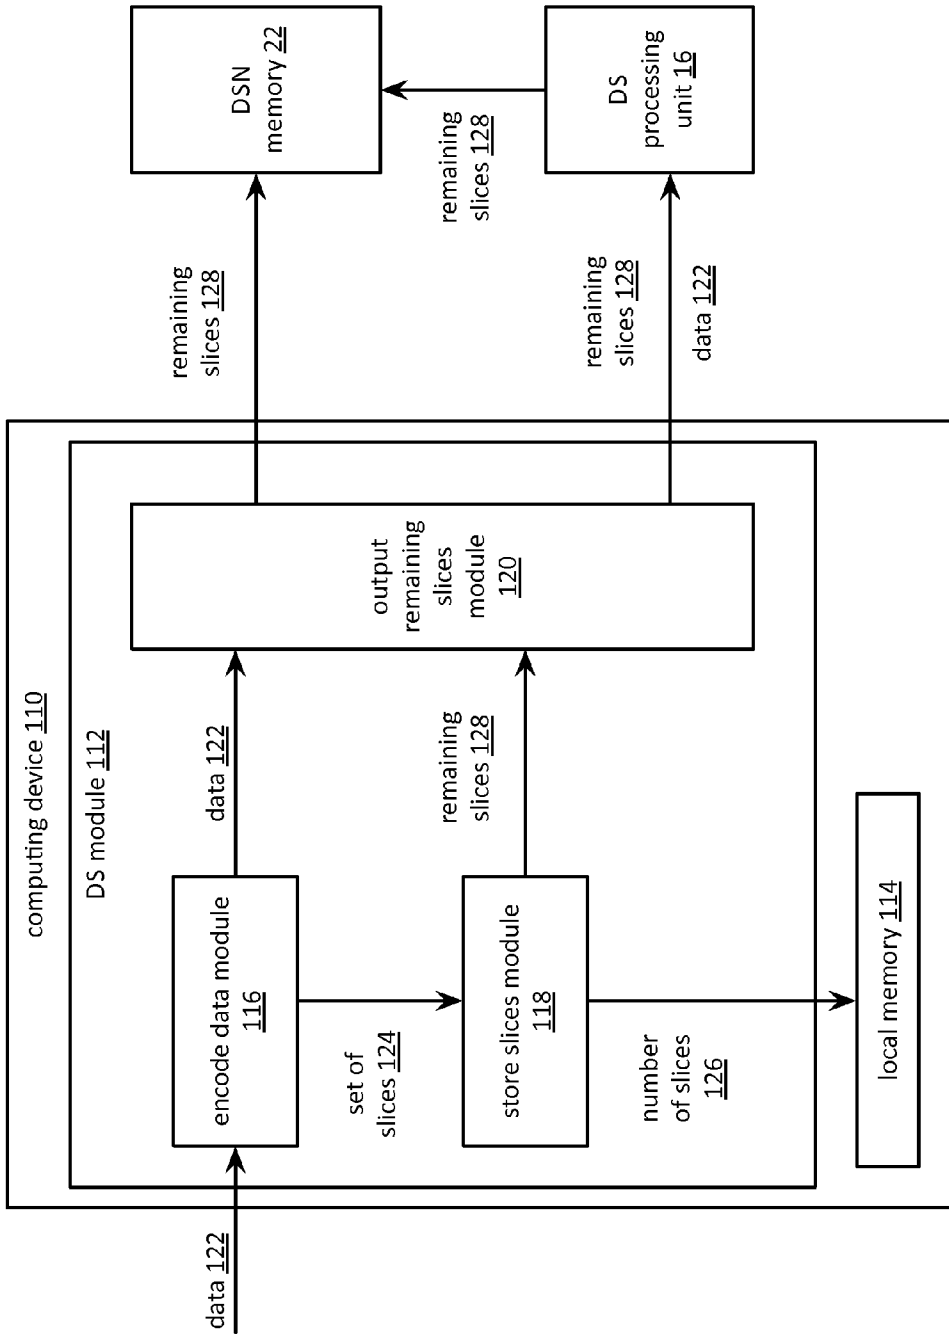 computing device 110
DS module 112
data 122
encode data module
116
data 122
set of
slices 124
store slices module
118
remaining
slices 128
number
of slices
126
local memory 114
output
remaining
slices
module
120
remaining
slices 128
DSN
memory 22
remaining
slices 128
remaining
slices 128
data 122
DS
processing
unit 16